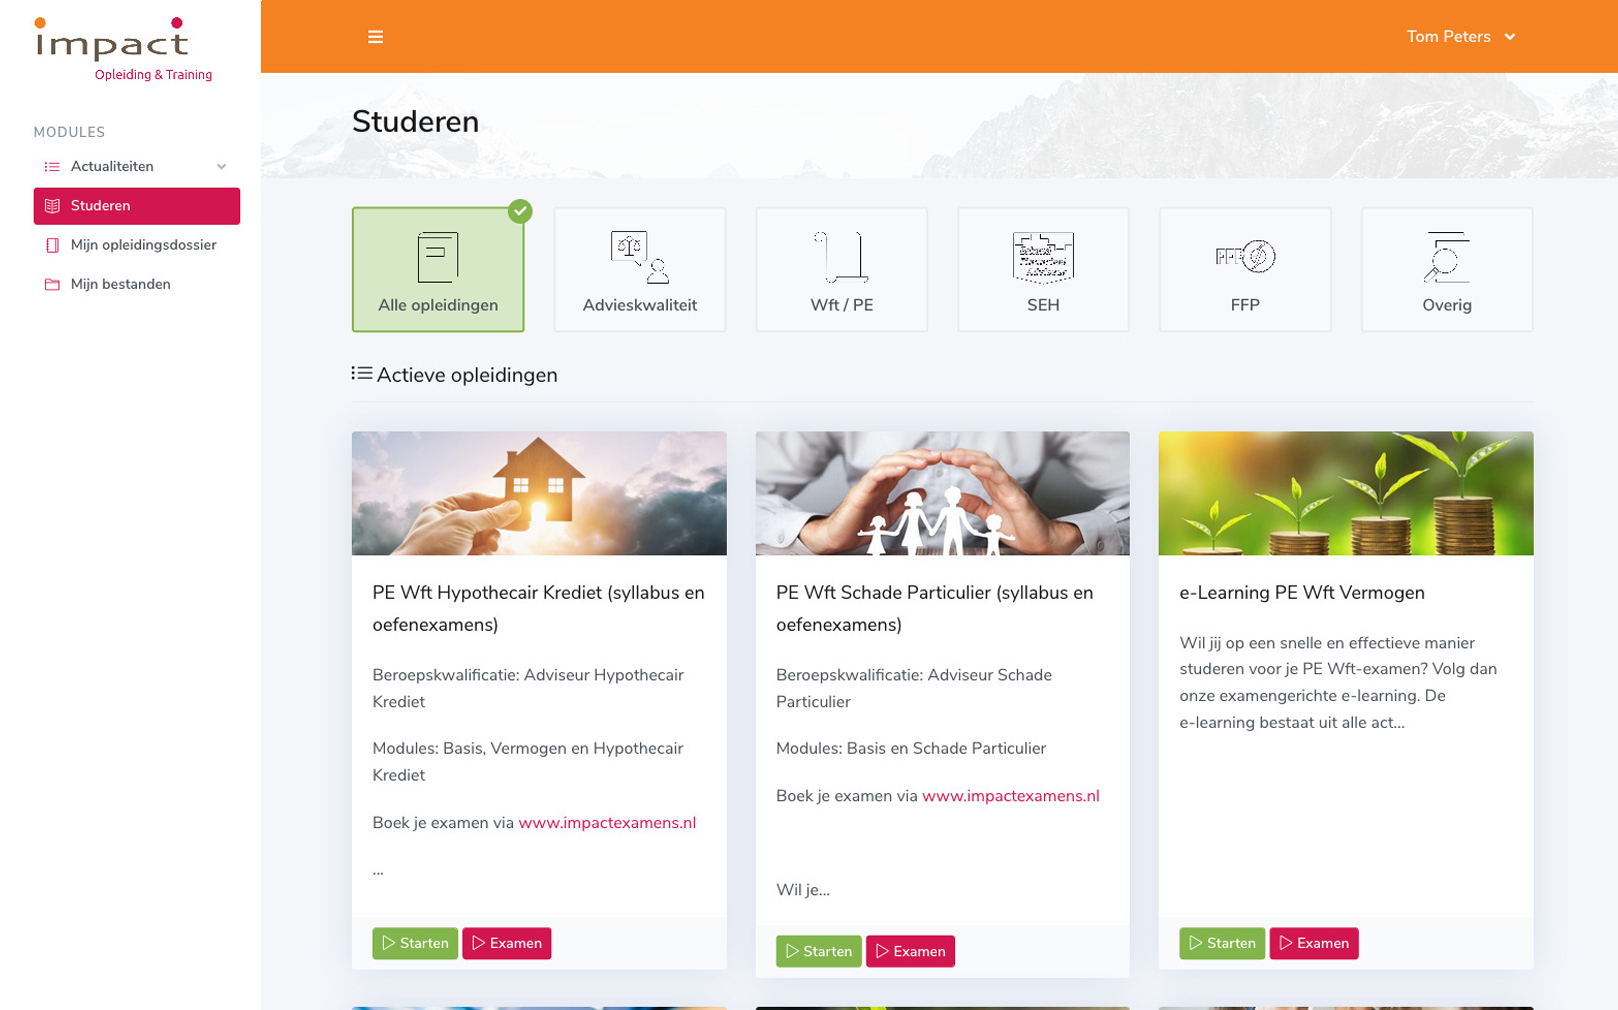 impact
Opleiding & Training
Tom Peters
MODULES
Actualiteiten
Studeren
Mijn opleidingsdossier
Mijn bestanden
Studeren
Alle opleidingen
Advieskwaliteit
Wft / PE
SEH
FFP
Overig
Actieve opleidingen
PE Wft Hypothecair Krediet (syllabus en
oefenexamens)
Beroepskwalificatie: Adviseur Hypothecair
Krediet
Modules: Basis, Vermogen en Hypothecair
Krediet
Boek je examen via www.impactexamens.nl
...
Starten
Examen
PE Wft Schade Particulier (syllabus en
oefenexamens)
Beroepskwalificatie: Adviseur Schade
Particulier
Modules: Basis en Schade Particulier
Boek je examen via www.impactexamens.nl
Wil je...
Starten
Examen
e-Learning PE Wft Vermogen
Wil jij op een snelle en effectieve manier
studeren voor je PE Wft-examen? Volg dan
onze examengerichte e-learning. De
e-learning bestaat uit alle act...
Starten
Examen